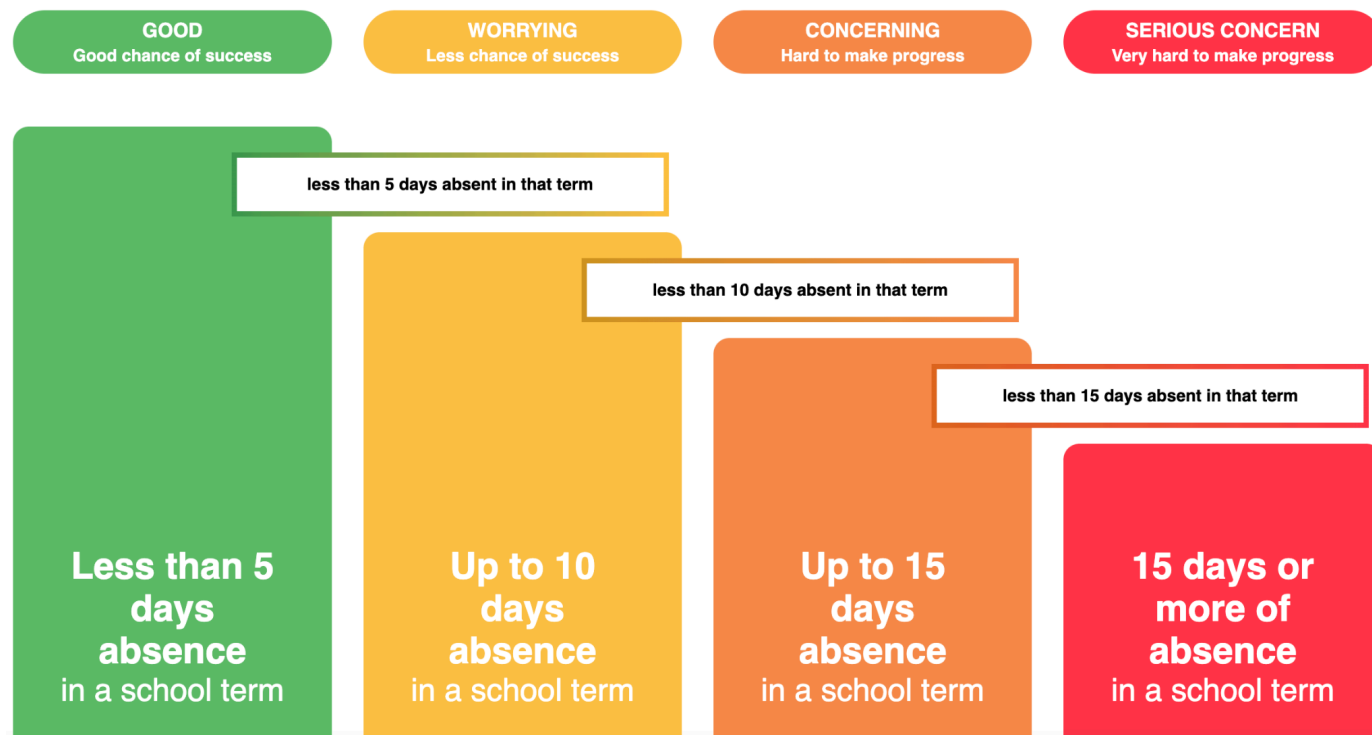 GOOD
Good chance of success
WORRYING
Less chance of success
CONCERNING
Hard to make progress
SERIOUS CONCERN
Very hard to make progress
less than 5 days absent in that term
less than 10 days absent in that term
less than 15 days absent in that term
Less than 5
days
absence
in a school term
Up to 10
days
absence
in a school term
Up to 15
days
absence
in a school term
15 days or
more of
absence
in a school term